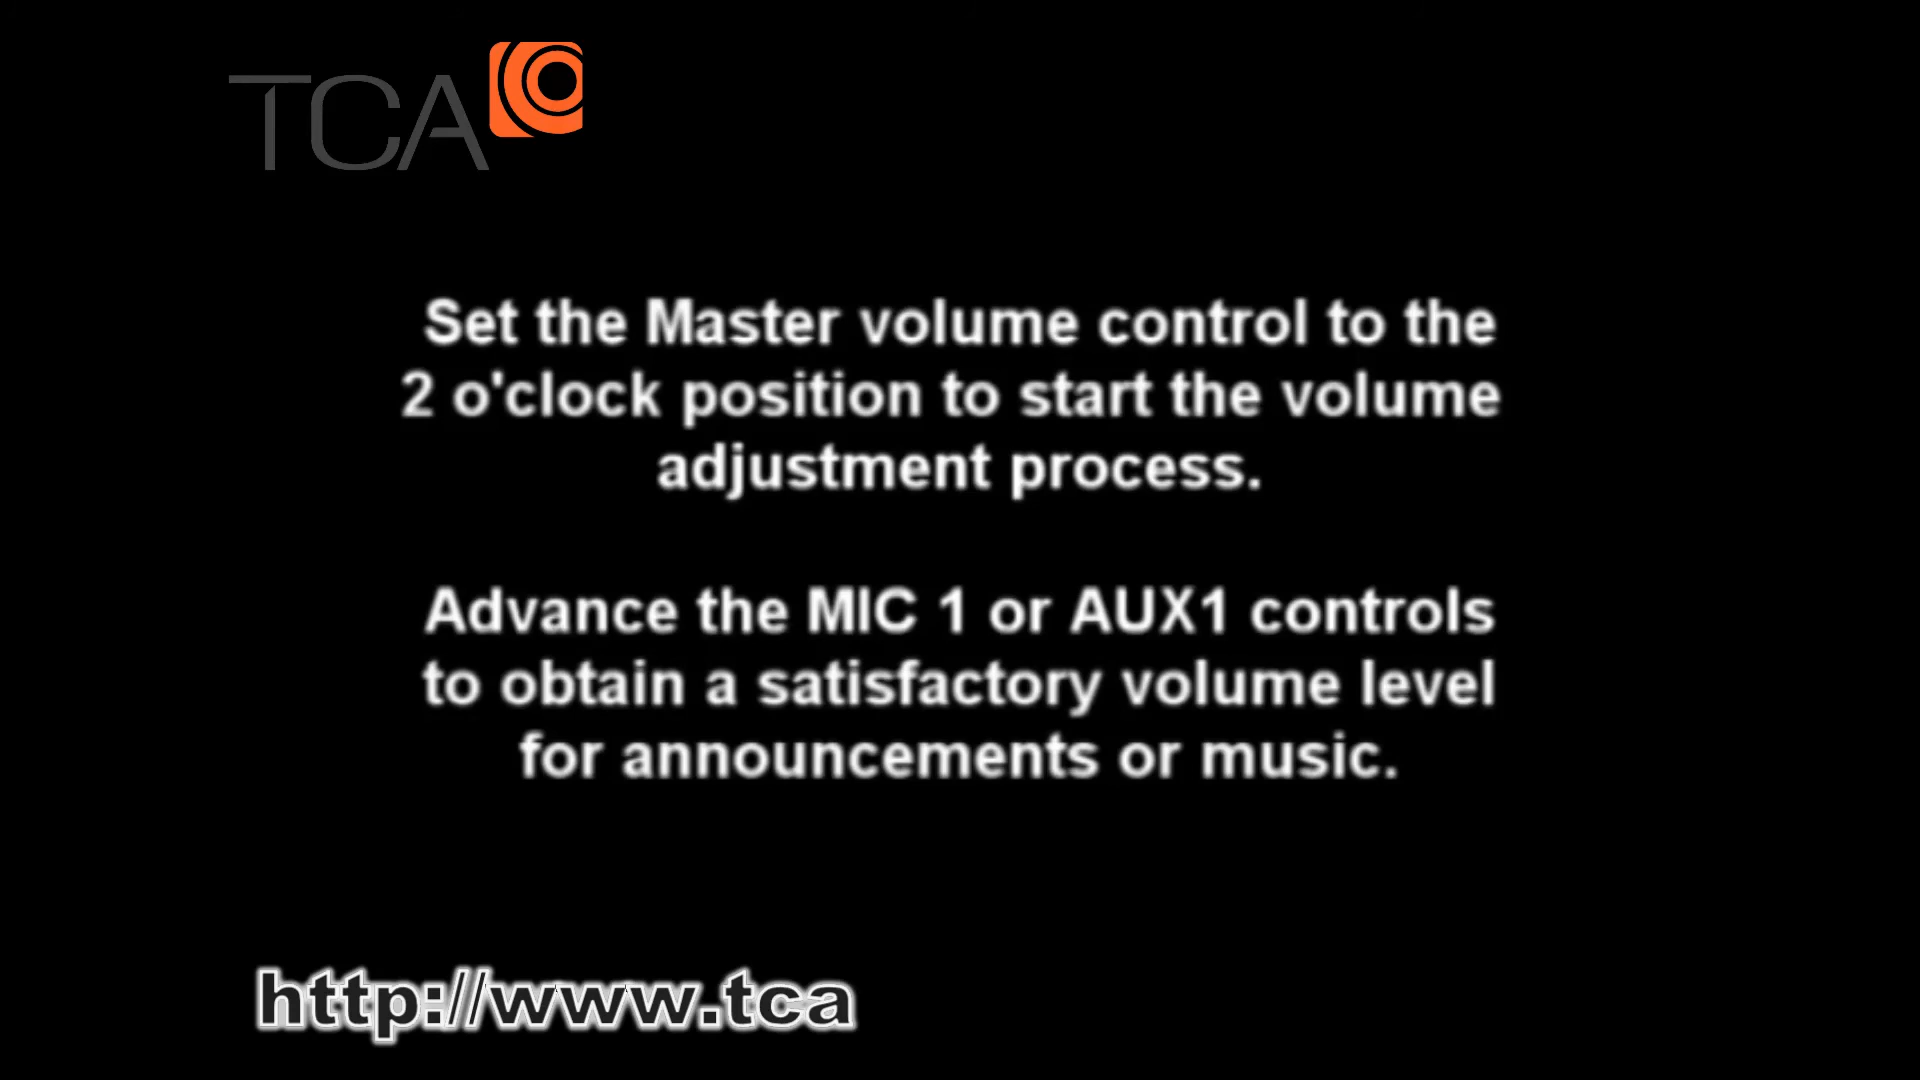 TCA
Set the Master volume control to the
2 o'clock position to start the volume
adjustment process.
Advance the MIC 1 or AUX1 controls
to obtain a satisfactory volume level
for announcements or music.
http://www.tca